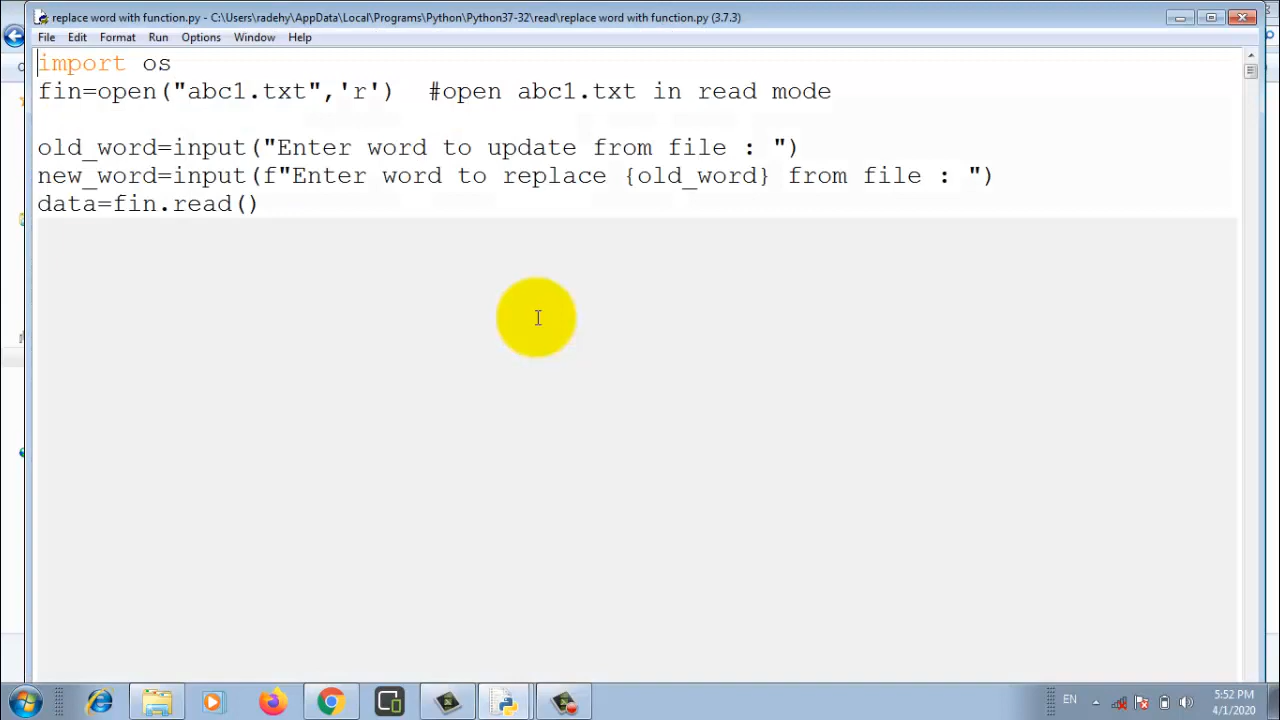 replace word with function.py - C:\Users\radehy\AppData\Local\Programs\Python\Python37-32\read\replace word with function.py (3.7.3)
File Edit Format Run Options Window Help
import os
fin=open("abc1.txt",'r')  #open abc1.txt in read mode
old_word=input("Enter word to update from file : ")
new_word=input(f"Enter word to replace {old_word} from file : ")
data=fin.read()
EN
5:52 PM
4/1/2020